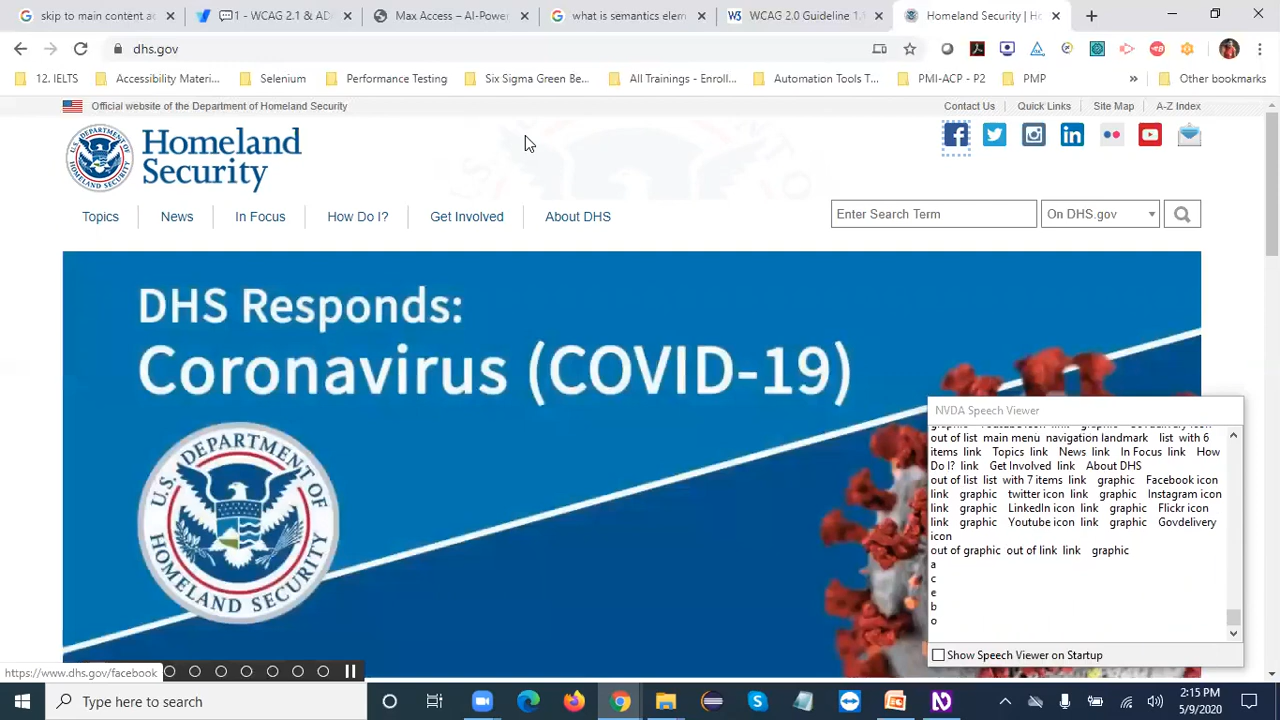 skip to main content ac
1 - WCAG 2.1 & AD
Max Access – AI-Power
what is semantics elem
WCAG 2.0 Guideline 1.1
Homeland Security | Ho
dhs.gov
12. IELTS
Accessibility Materi...
Selenium
Performance Testing
Six Sigma Green Be...
All Trainings - Enroll...
Automation Tools T...
PMI-ACP - P2
PMP
»
Other bookmarks
Official website of the Department of Homeland Security
Contact Us
Quick Links
Site Map
A-Z Index
Homeland
Security
Topics
News
In Focus
How Do I?
Get Involved
About DHS
Enter Search Term
On DHS.gov
DHS Responds:
Coronavirus (COVID-19)
U.S. DEPARTMENT OF HOMELAND SECURITY
NVDA Speech Viewer
out of list main menu navigation landmark list with 6
items link Topics link News link In Focus link How
Do I? link Get Involved link About DHS
out of list list with 7 items link graphic Facebook icon
link graphic twitter icon link graphic Instagram icon
link graphic LinkedIn icon link graphic Flickr icon
link graphic Youtube icon link graphic Govdelivery
icon
out of graphic out of link link graphic
a
c
e
b
o
Show Speech Viewer on Startup
https://www.dhs.gov/facebook
Type here to search
2:15 PM
5/9/2020